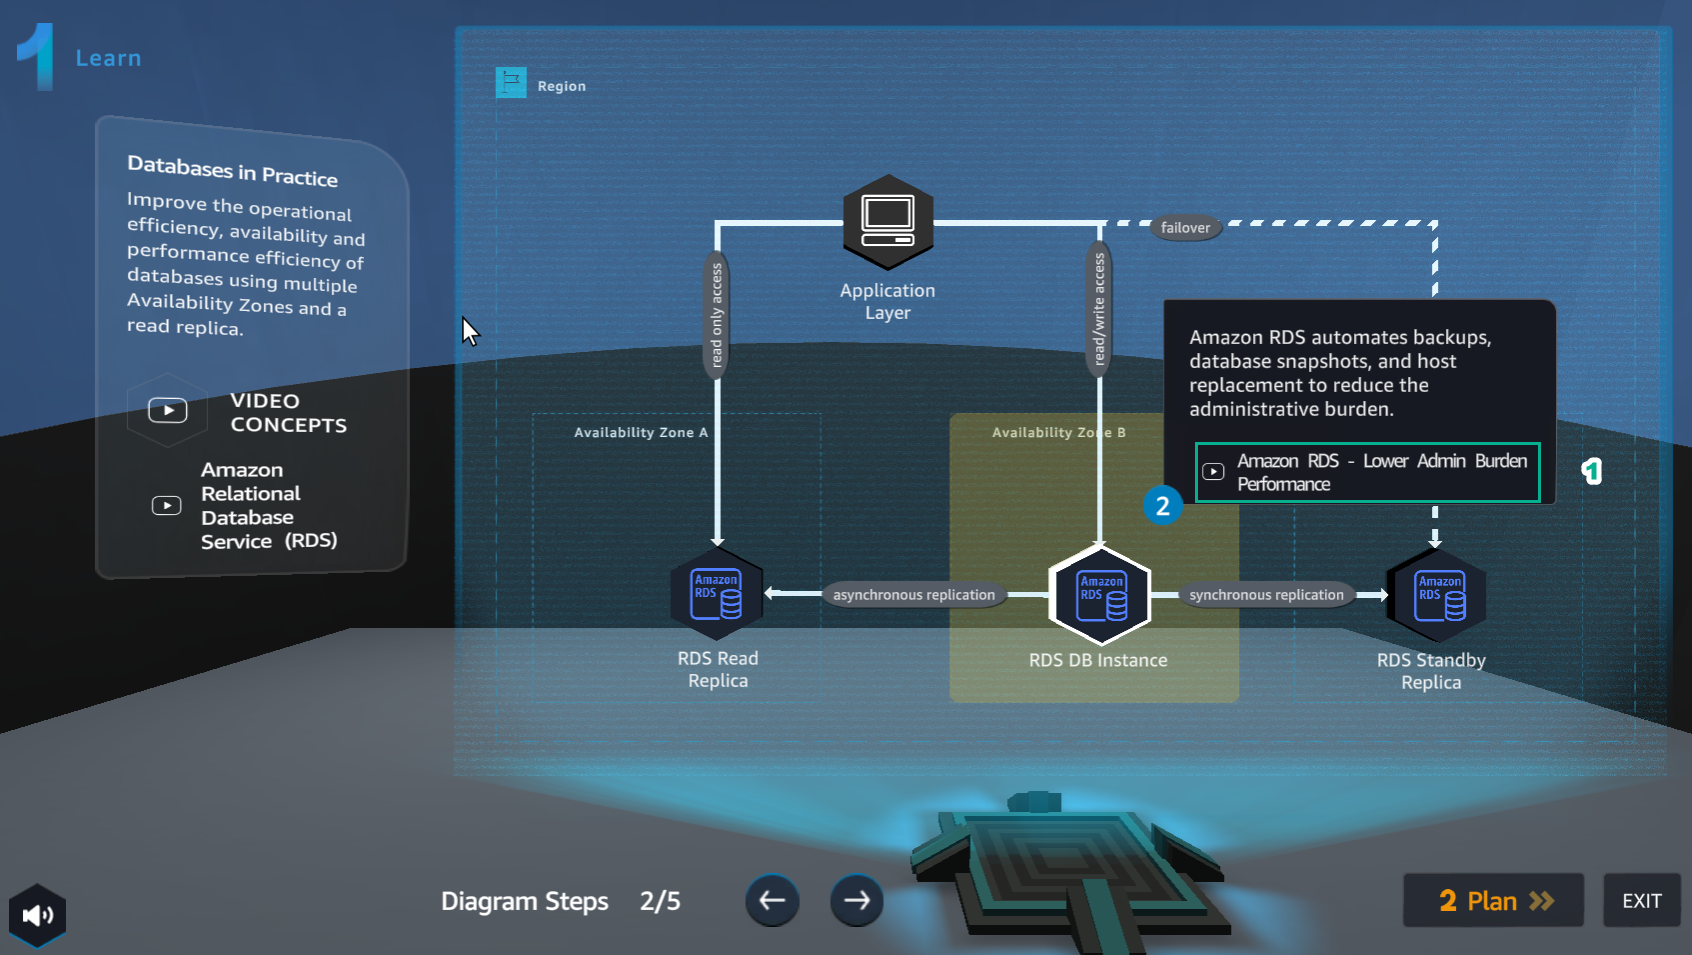 1 Learn
Databases in Practice
Improve the operational
efficiency, availability and
performance efficiency of
databases using multiple
Availability Zones and a
read replica.
VIDEO
CONCEPTS
Amazon
Relational
Database
Service (RDS)
Region
Application
Layer
failover
read only access
read/write access
Amazon RDS automates backups,
database snapshots, and host
replacement to reduce the
administrative burden.
Amazon RDS - Lower Admin Burden
Performance
1
2
Availability Zone A
Availability Zone B
Amazon
RDS
asynchronous replication
Amazon
RDS
synchronous replication
Amazon
RDS
RDS Read
Replica
RDS DB Instance
RDS Standby
Replica
Diagram Steps 2/5
2 Plan
EXIT